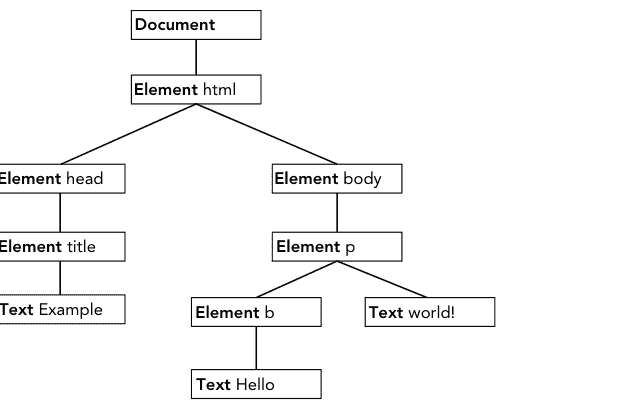 Document
Element html
Element head
Element body
Element title
Element p
Text Example
Element b
Text world!
Text Hello